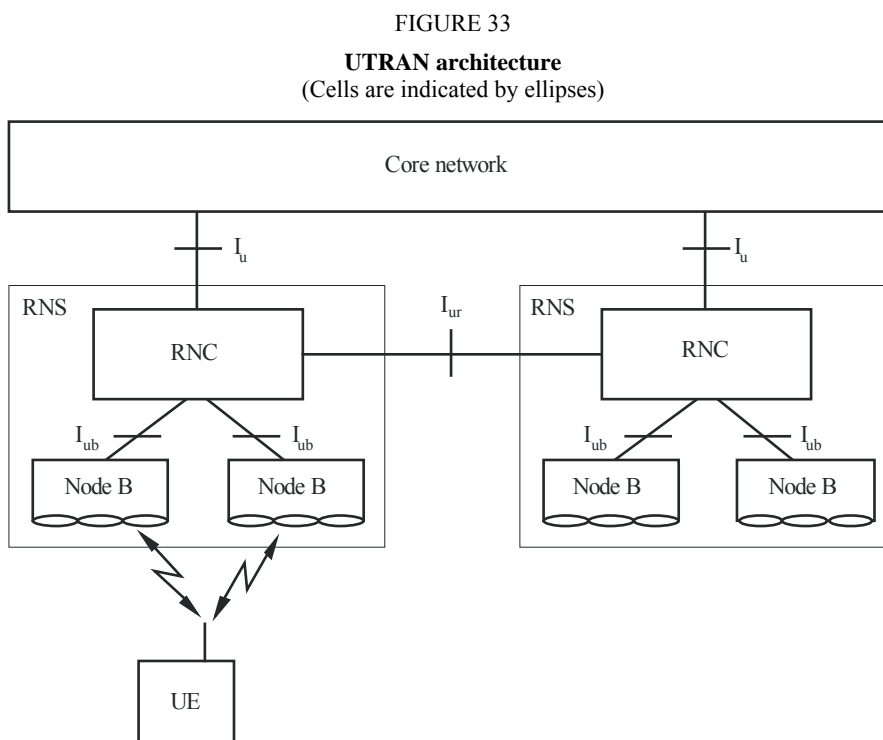 FIGURE 33
UTRAN architecture
(Cells are indicated by ellipses)
Core network
Iu
Iu
RNS
RNC
Iur
RNS
RNC
Iub
Iub
Iub
Iub
Node B
Node B
Node B
Node B
UE